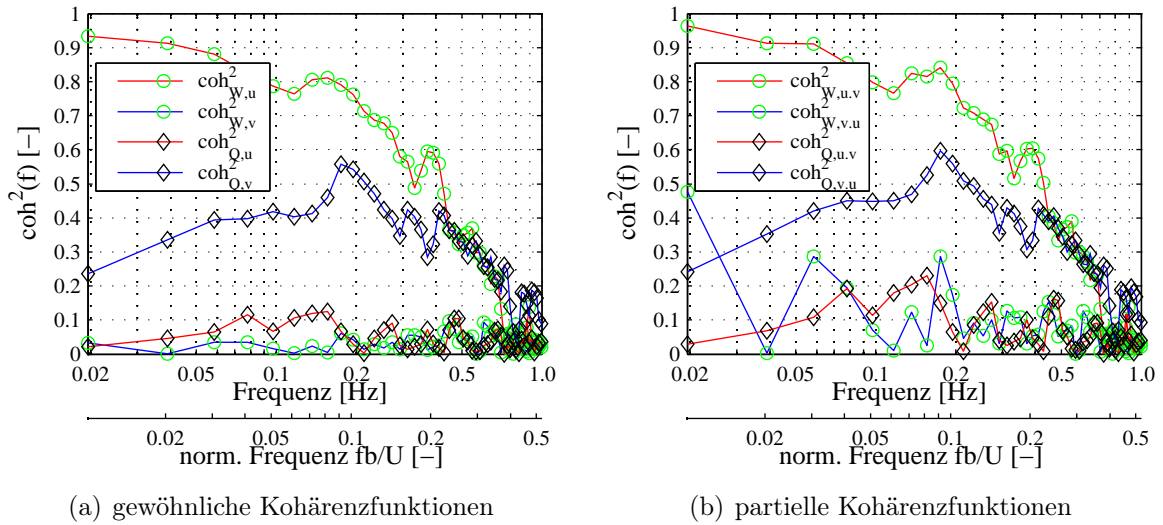 1
0.9
0.8
0.7
0.6
0.5
0.4
0.3
0.2
0.1
0
coh²(f) [−]
coh²W,u
coh²W,v
coh²Q,u
coh²Q,v
0.02 0.05 0.1 0.2 0.5 1.0
Frequenz [Hz]
0.02 0.05 0.1 0.2 0.5
norm. Frequenz fb/U [−]
(a) gewöhnliche Kohärenzfunktionen
1
0.9
0.8
0.7
0.6
0.5
0.4
0.3
0.2
0.1
0
coh²(f) [−]
coh²W,u.v
coh²W,v.u
coh²Q,u.v
coh²Q,v.u
0.02 0.05 0.1 0.2 0.5 1.0
Frequenz [Hz]
0.02 0.05 0.1 0.2 0.5
norm. Frequenz fb/U [−]
(b) partielle Kohärenzfunktionen